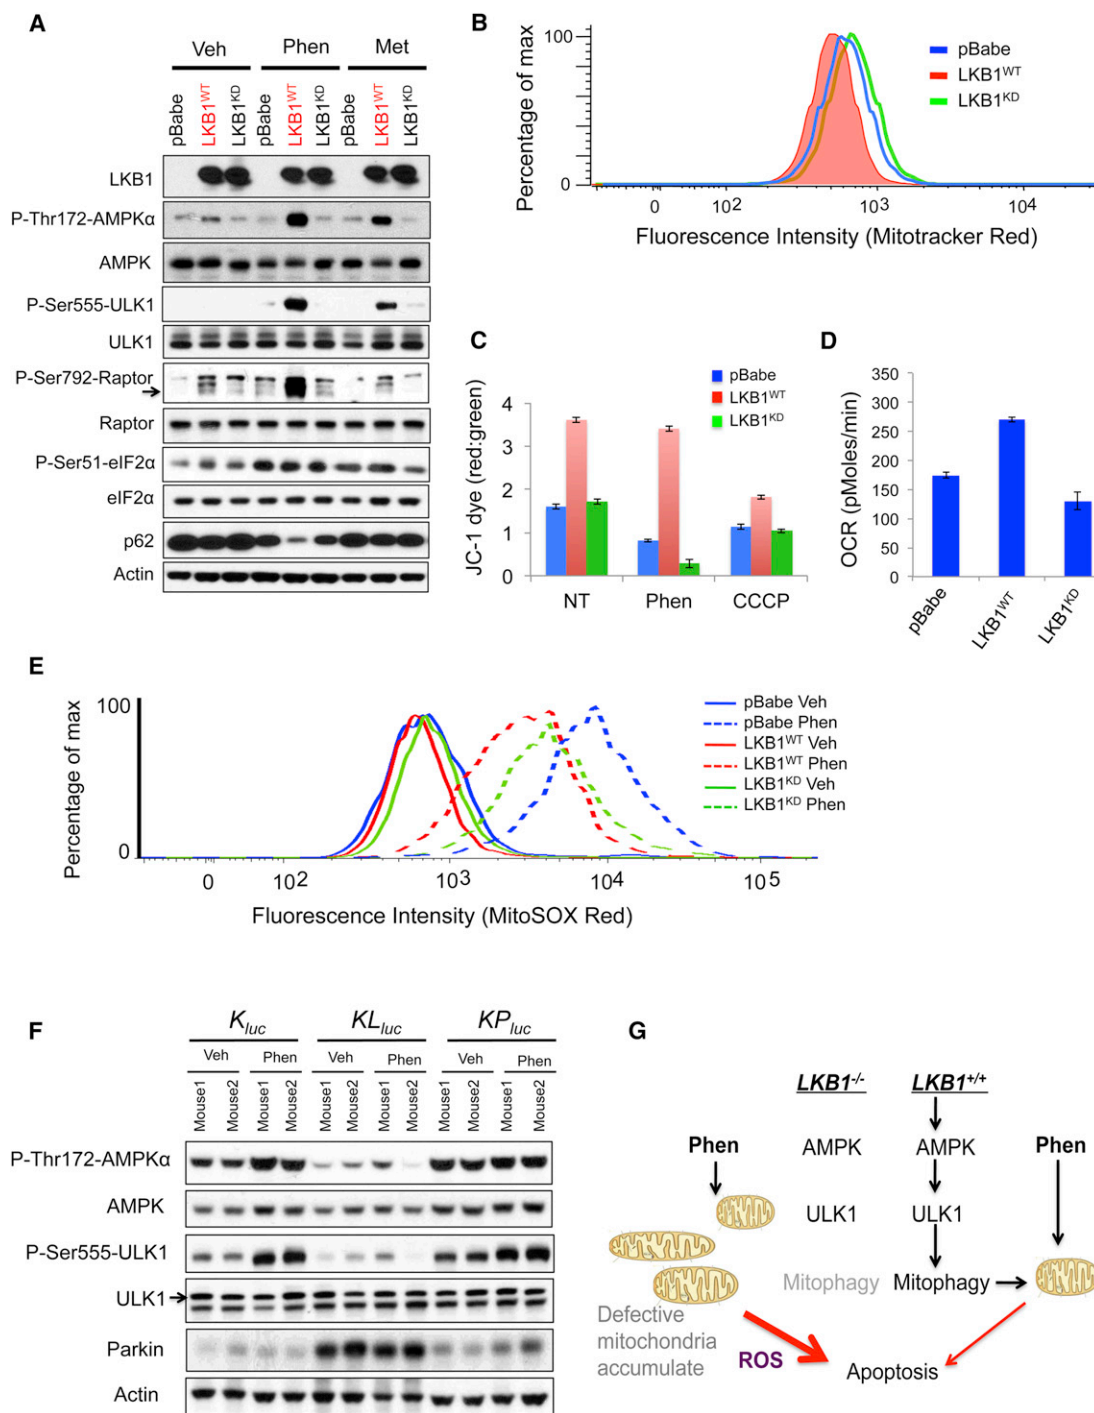 A
Veh Phen Met
pBabe LKB1WT LKB1KD pBabe LKB1WT LKB1KD pBabe LKB1WT LKB1KD
LKB1
P-Thr172-AMPKα
AMPK
P-Ser555-ULK1
ULK1
P-Ser792-Raptor
Raptor
P-Ser51-eIF2α
eIF2α
p62
Actin
B
Percentage of max
100
0
0 10² 10³ 10⁴
Fluorescence Intensity (Mitotracker Red)
pBabe
LKB1WT
LKB1KD
C
JC-1 dye (red:green)
4
3
2
1
0
NT Phen CCCP
pBabe
LKB1WT
LKB1KD
D
OCR (pMoles/min)
350
300
250
200
150
100
50
0
pBabe LKB1WT LKB1KD
E
Percentage of max
100
0
0 10² 10³ 10⁴ 10⁵
Fluorescence Intensity (MitoSOX Red)
pBabe Veh
pBabe Phen
LKB1WT Veh
LKB1WT Phen
LKB1KD Veh
LKB1KD Phen
F
Kluc KLluc KPluc
Veh Phen Veh Phen Veh Phen
Mouse1 Mouse2 Mouse1 Mouse2 Mouse1 Mouse2 Mouse1 Mouse2 Mouse1 Mouse2 Mouse1 Mouse2
P-Thr172-AMPKα
AMPK
P-Ser555-ULK1
ULK1
Parkin
Actin
G
LKB1-/- LKB1+/+
Phen AMPK AMPK Phen
ULK1 ULK1
Mitophagy Mitophagy
Defective
mitochondria
accumulate
ROS
Apoptosis